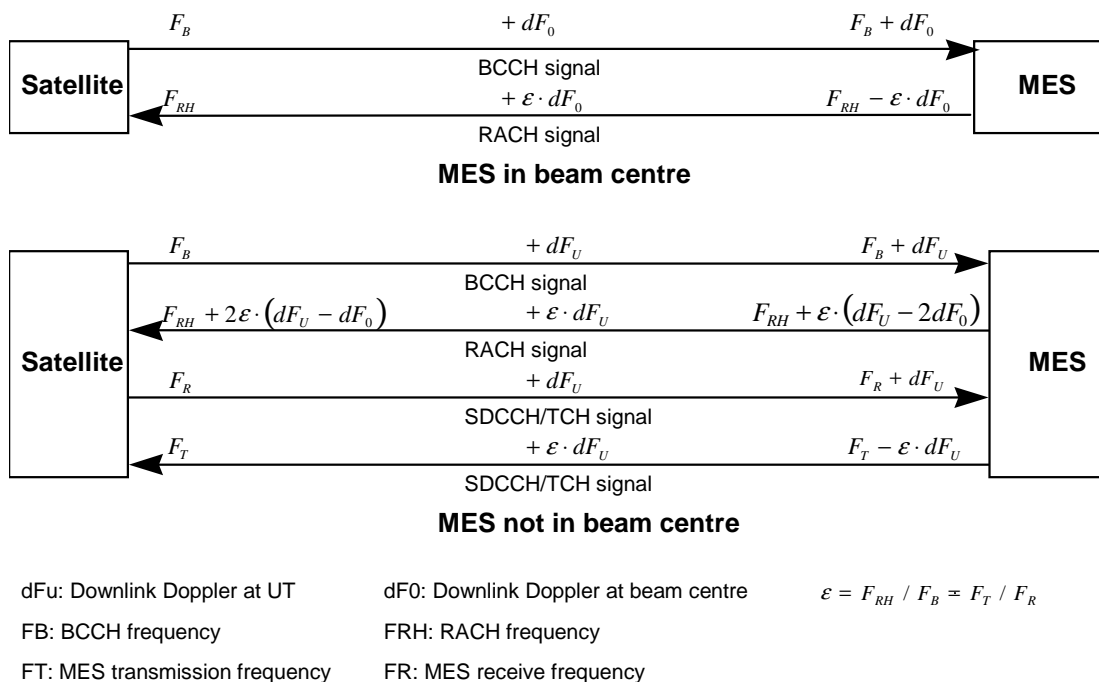 F_B + dF_0 F_B + dF_0
BCCH signal
Satellite MES
F_RH + ε · dF_0 F_RH − ε · dF_0
RACH signal
MES in beam centre
F_B + dF_U F_B + dF_U
BCCH signal
F_RH + 2ε · (dF_U − dF_0) + ε · dF_U F_RH + ε · (dF_U − 2dF_0)
RACH signal
Satellite MES
F_R + dF_U F_R + dF_U
SDCCH/TCH signal
F_T + ε · dF_U F_T − ε · dF_U
SDCCH/TCH signal
MES not in beam centre
dFu: Downlink Doppler at UT dF0: Downlink Doppler at beam centre ε = F_RH / F_B = F_T / F_R
FB: BCCH frequency FRH: RACH frequency
FT: MES transmission frequency FR: MES receive frequency